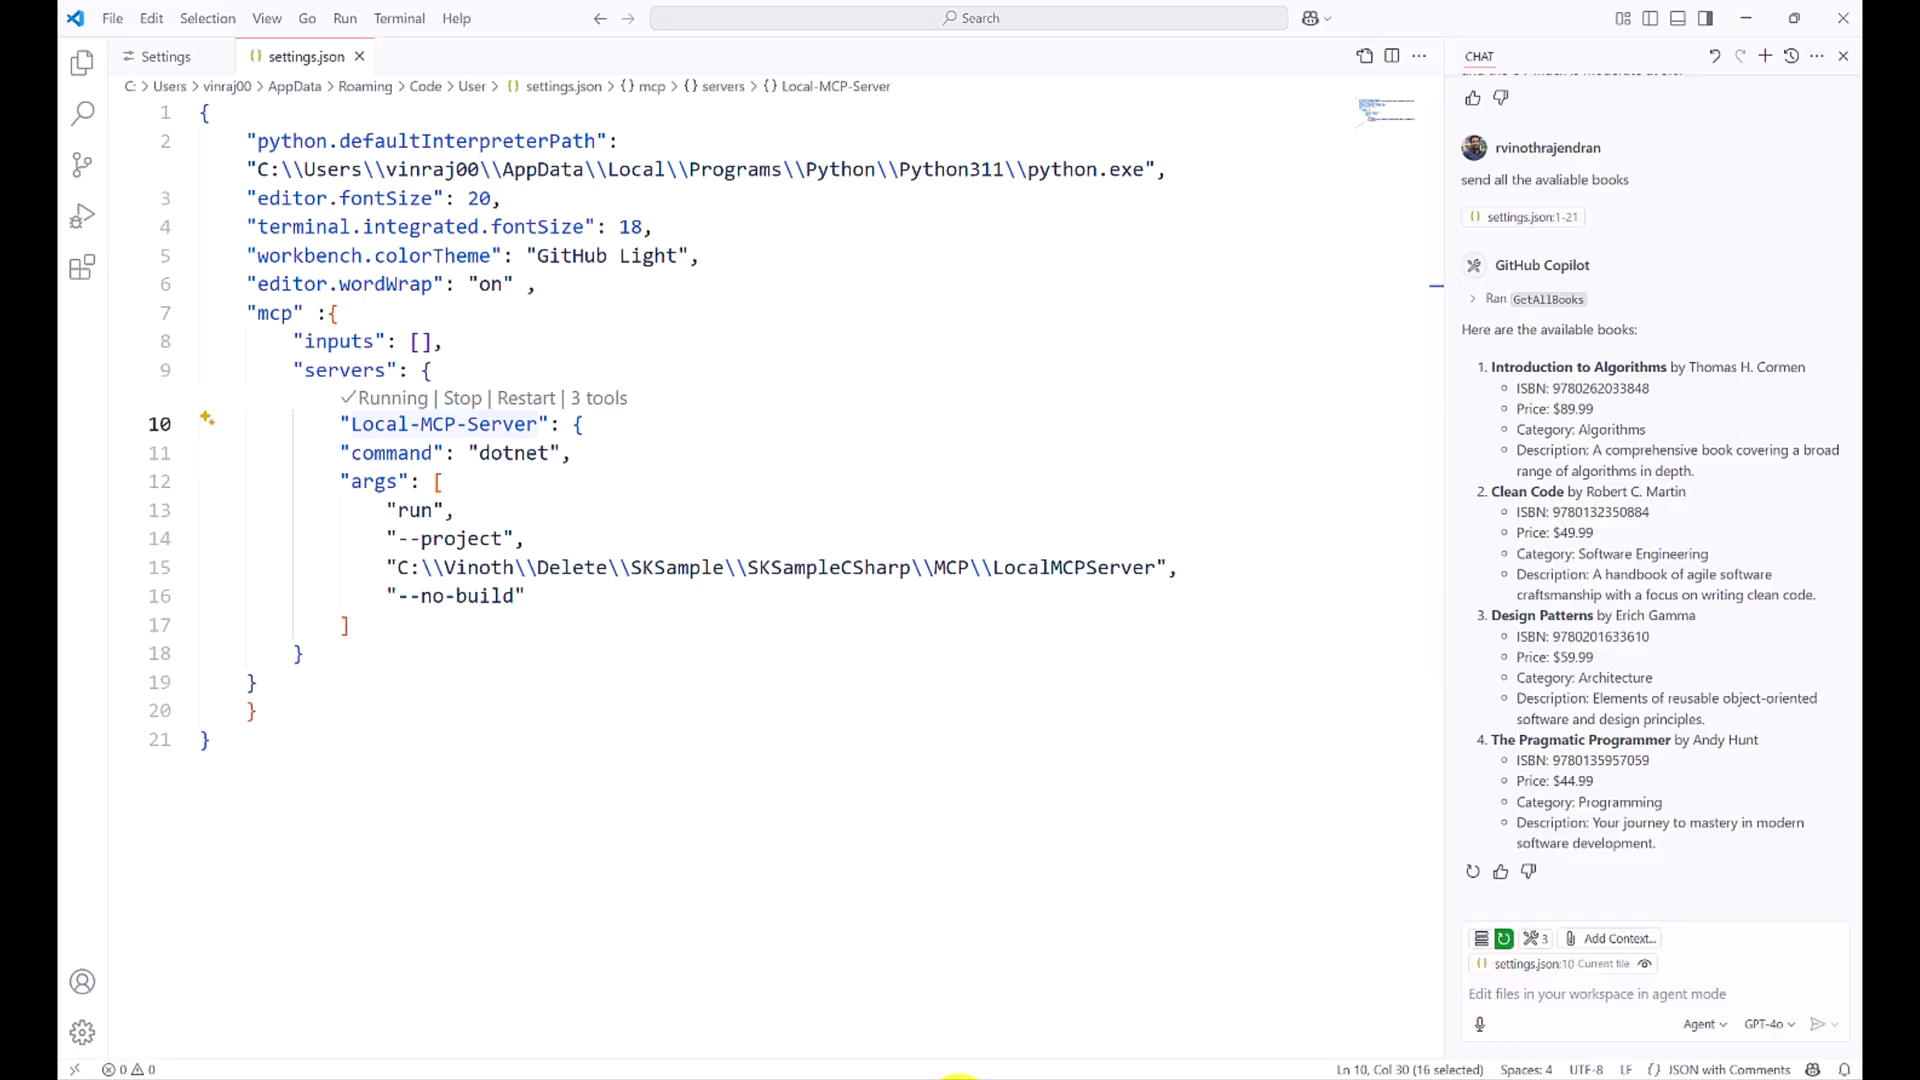 File Edit Selection View Go Run Terminal Help
Search
Settings
settings.json
C: > Users > vinraj00 > AppData > Roaming > Code > User > {} settings.json > {} mcp > {} servers > {} Local-MCP-Server
1 {
2 "python.defaultInterpreterPath":
"C:\\Users\\vinraj00\\AppData\\Local\\Programs\\Python\\Python311\\python.exe",
3 "editor.fontSize": 20,
4 "terminal.integrated.fontSize": 18,
5 "workbench.colorTheme": "GitHub Light",
6 "editor.wordWrap": "on" ,
7 "mcp" :{
8 "inputs": [],
9 "servers": {
✓Running | Stop | Restart | 3 tools
10 "Local-MCP-Server": {
11 "command": "dotnet",
12 "args": [
13 "run",
14 "--project",
15 "C:\\Vinoth\\Delete\\SKSample\\SKSampleCSharp\\MCP\\LocalMCPServer",
16 "--no-build"
17 ]
18 }
19 }
20 }
21 }
CHAT
rvinothrajendran
send all the avaliable books
{} settings.json:1-21
GitHub Copilot
> Ran GetAllBooks
Here are the available books:
1. Introduction to Algorithms by Thomas H. Cormen
ISBN: 9780262033848
Price: $89.99
Category: Algorithms
Description: A comprehensive book covering a broad
range of algorithms in depth.
2. Clean Code by Robert C. Martin
ISBN: 9780132350884
Price: $49.99
Category: Software Engineering
Description: A handbook of agile software
craftsmanship with a focus on writing clean code.
3. Design Patterns by Erich Gamma
ISBN: 9780201633610
Price: $59.99
Category: Architecture
Description: Elements of reusable object-oriented
software and design principles.
4. The Pragmatic Programmer by Andy Hunt
ISBN: 9780135957059
Price: $44.99
Category: Programming
Description: Your journey to mastery in modern
software development.
3 Add Context...
{} settings.json:10 Current file
Edit files in your workspace in agent mode
Agent GPT-4o
0 0
Ln 10, Col 30 (16 selected) Spaces: 4 UTF-8 LF {} JSON with Comments